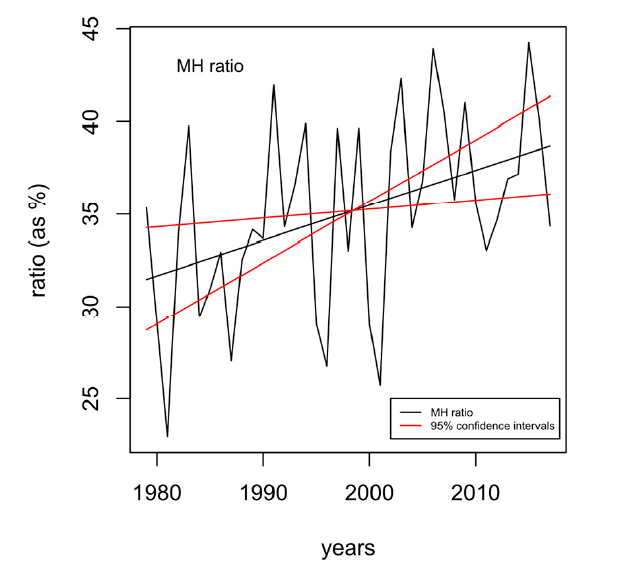 MH ratio
45
40
35
30
25
ratio (as %)
MH ratio
95% confidence intervals
1980 1990 2000 2010
years